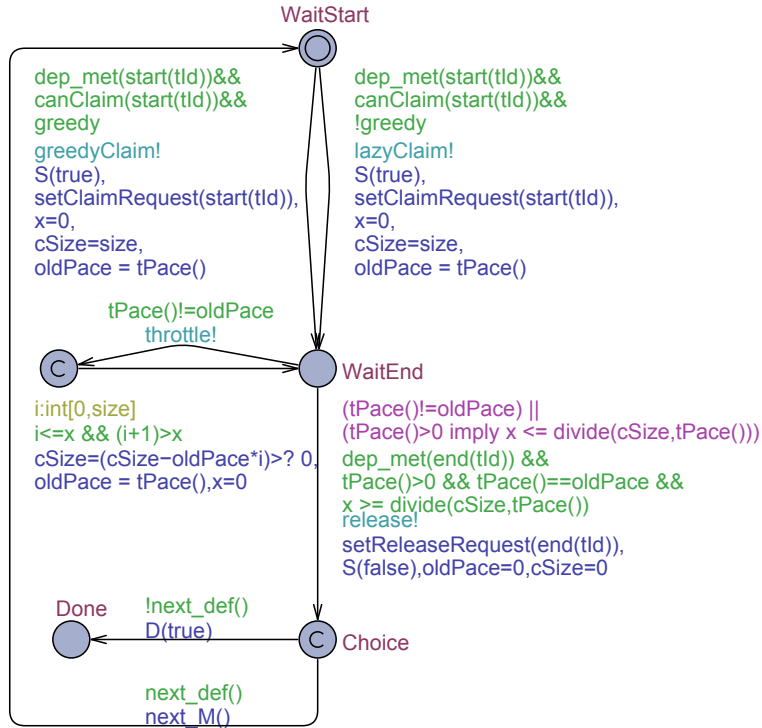 WaitStart
dep_met(start(tId))&&
canClaim(start(tId))&&
greedy
greedyClaim!
S(true),
setClaimRequest(start(tId)),
x=0,
cSize=size,
oldPace = tPace()
dep_met(start(tId))&&
canClaim(start(tId))&&
!greedy
lazyClaim!
S(true),
setClaimRequest(start(tId)),
x=0,
cSize=size,
oldPace = tPace()
tPace()!=oldPace
throttle!
C
WaitEnd
i:int[0,size]
i<=x && (i+1)>x
cSize=(cSize−oldPace*i)>? 0,
oldPace = tPace(),x=0
(tPace()!=oldPace) ||
(tPace()>0 imply x <= divide(cSize,tPace()))
dep_met(end(tId)) &&
tPace()>0 && tPace()==oldPace &&
x >= divide(cSize,tPace())
release!
setReleaseRequest(end(tId)),
S(false),oldPace=0,cSize=0
Done
!next_def()
D(true)
C
Choice
next_def()
next_M()